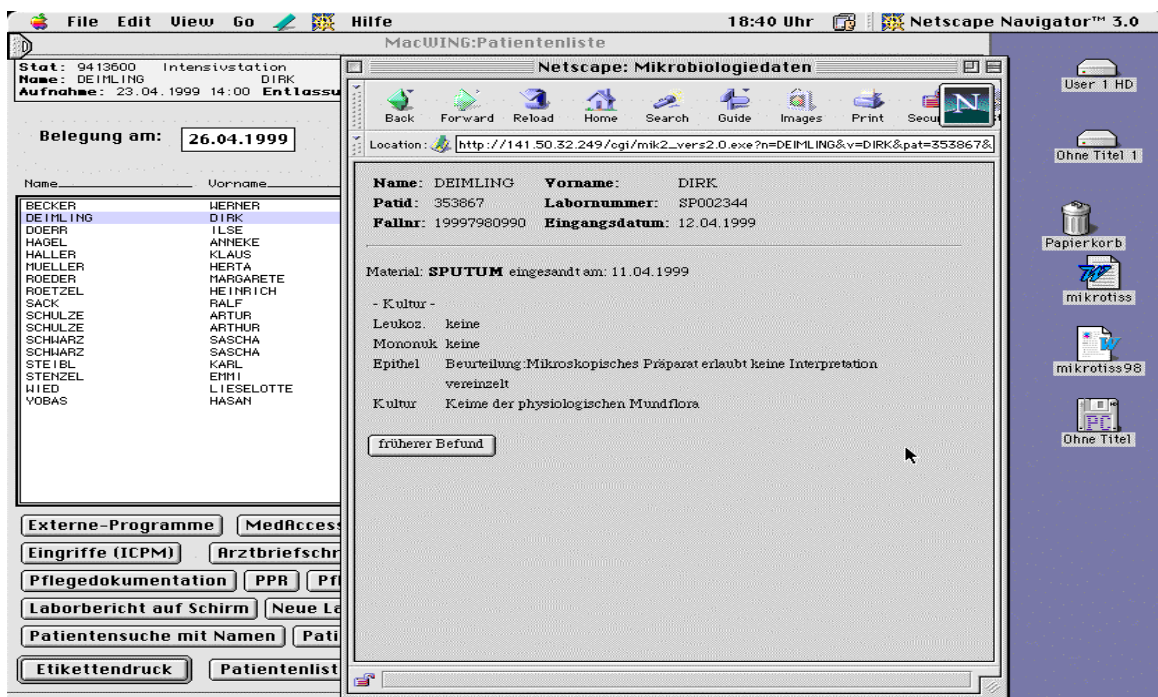 File Edit View Go Hilfe 18:40 Uhr Netscape Navigator™ 3.0
MacWING:Patientenliste
Stat: 9413600 Intensivstation
Name: DEIMLING DIRK
Aufnahme: 23.04.1999 14:00 Entlassu
Belegung am: 26.04.1999
Name Vorname
BECKER WERNER
DEIMLING DIRK
DOERR ILSE
HAGEL ANNEKE
HALLER KLAUS
MUELLER HERTA
ROEDER MARGARETE
ROETZEL HEINRICH
SACK RALF
SCHULZE ARTUR
SCHULZE ARTHUR
SCHWARZ SASCHA
SCHWARZ SASCHA
STEIBL KARL
STENZEL EMMI
WIED LIESELOTTE
YOBAS HASAN
Externe-Programme MedAccess
Eingriffe (ICPM) Arztbriefschr
Pflegedokumentation PPR Pfl
Laborbericht auf Schirm Neue La
Patientensuche mit Namen Pati
Etikettendruck Patientenlist
Netscape: Mikrobiologiedaten
Back Forward Reload Home Search Guide Images Print Secu
N
Location: http://141.50.32.249/cgi/mik2_vers2.0.exe?n=DEIMLING&v=DIRK&pat=353867&
Name: DEIMLING Vorname: DIRK
Patid: 353867 Labornummer: SP002344
Fallnr: 19997980990 Eingangsdatum: 12.04.1999
Material: SPUTUM eingesandt am: 11.04.1999
- Kultur -
Leukoz. keine
Mononuk keine
Epithel Beurteilung:Mikroskopisches Präparat erlaubt keine Interpretation
vereinzelt
Kultur Keime der physiologischen Mundflora
früherer Befund
User 1 HD
Ohne Titel 1
Papierkorb
mikrotiss
mikrotiss98
PC
Ohne Titel